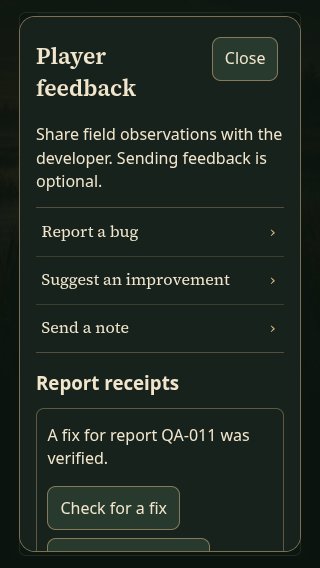 Player
feedback
Close
Share field observations with the
developer. Sending feedback is
optional.
Report a bug ›
Suggest an improvement ›
Send a note ›
Report receipts
A fix for report QA-011 was
verified.
Check for a fix